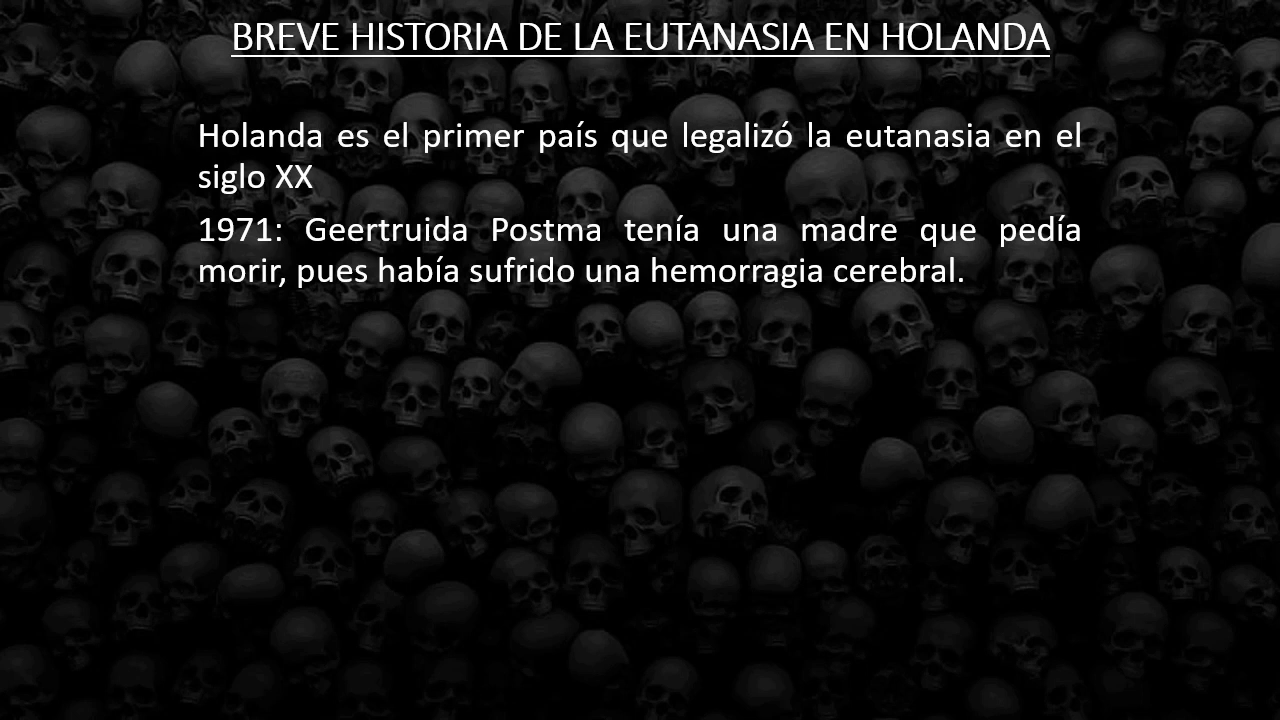 BREVE HISTORIA DE LA EUTANASIA EN HOLANDA
Holanda es el primer país que legalizó la eutanasia en el
siglo XX
1971: Geertruida Postma tenía una madre que pedía
morir, pues había sufrido una hemorragia cerebral.